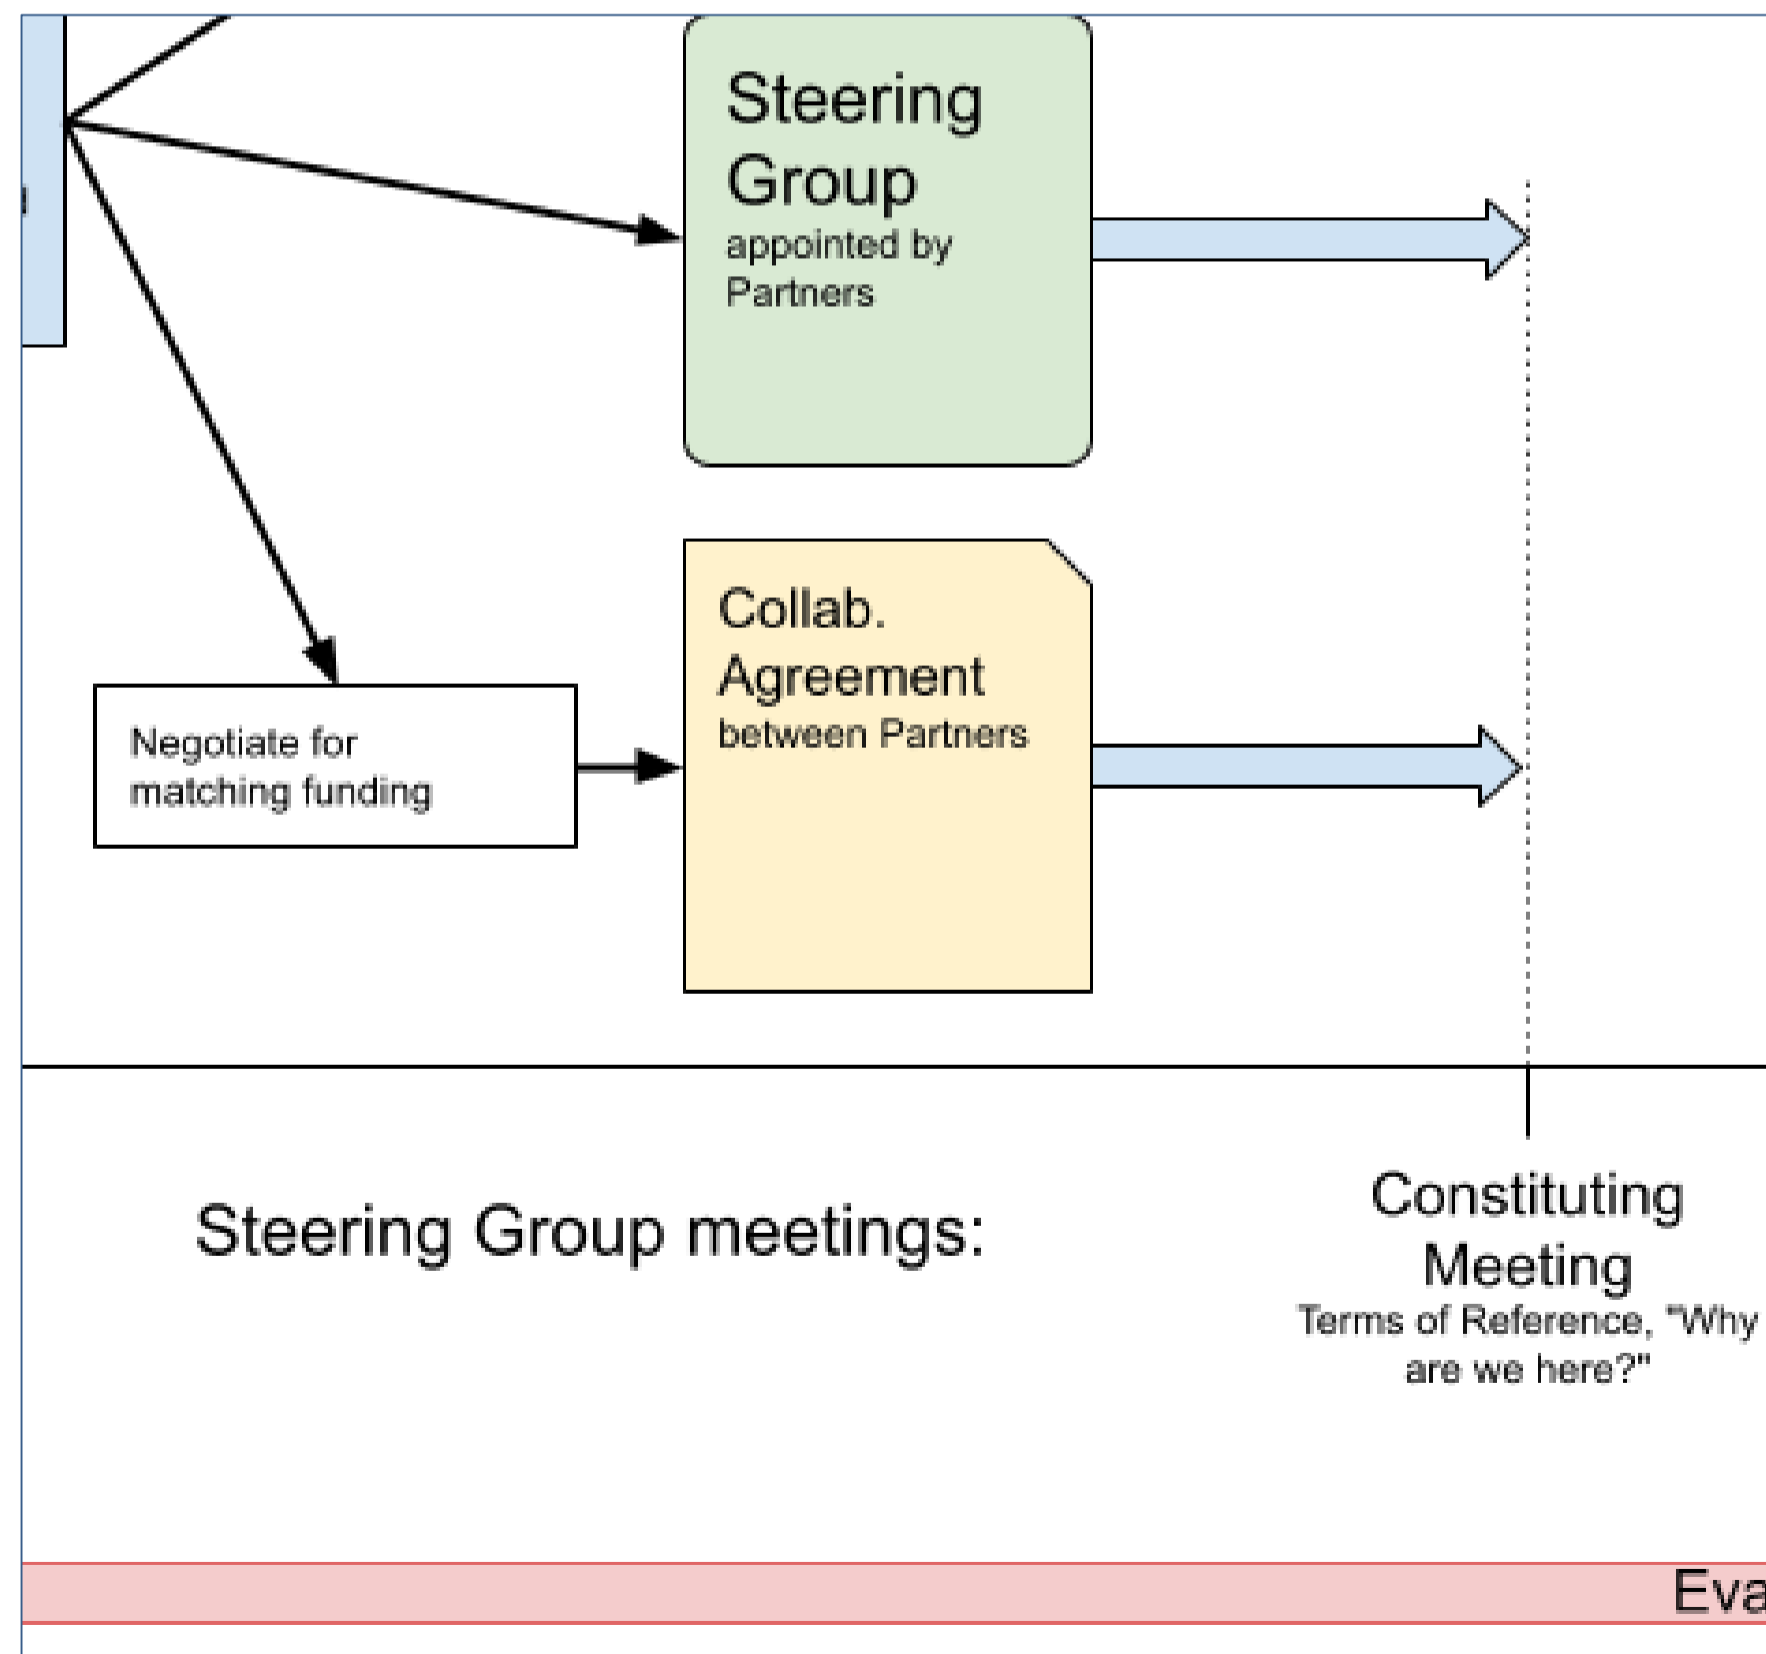 Steering
Group
appointed by
Partners
Collab.
Agreement
between Partners
Negotiate for
matching funding
Steering Group meetings:
Constituting
Meeting
Terms of Reference, "Why
are we here?"
Eva